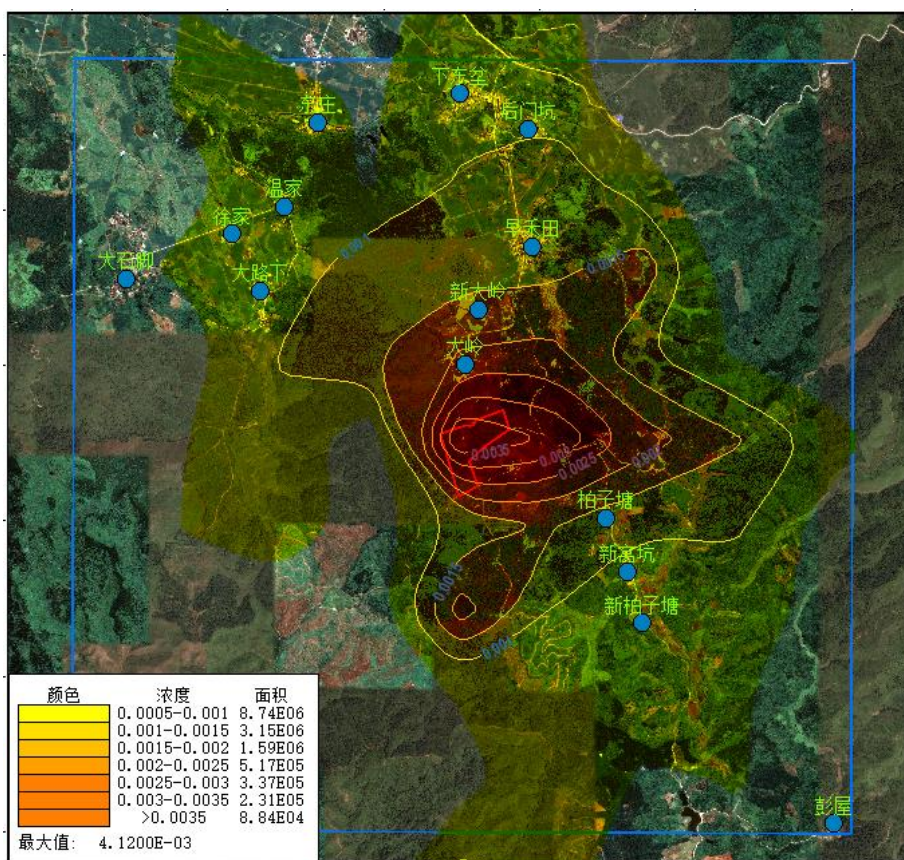 下东坌
东庄
后门坑
温家
徐家
早禾田
大石脚
大路下
新大岭
大岭
0.0035
0.0025
柏子塘
新高坑
0.0015
新柏子塘
彭屋
颜色 浓度 面积
0.0005-0.001 8.74E06
0.001-0.0015 3.15E06
0.0015-0.002 1.59E06
0.002-0.0025 5.17E05
0.0025-0.003 3.37E05
0.003-0.0035 2.31E05
>0.0035 8.84E04
最大值: 4.1200E-03